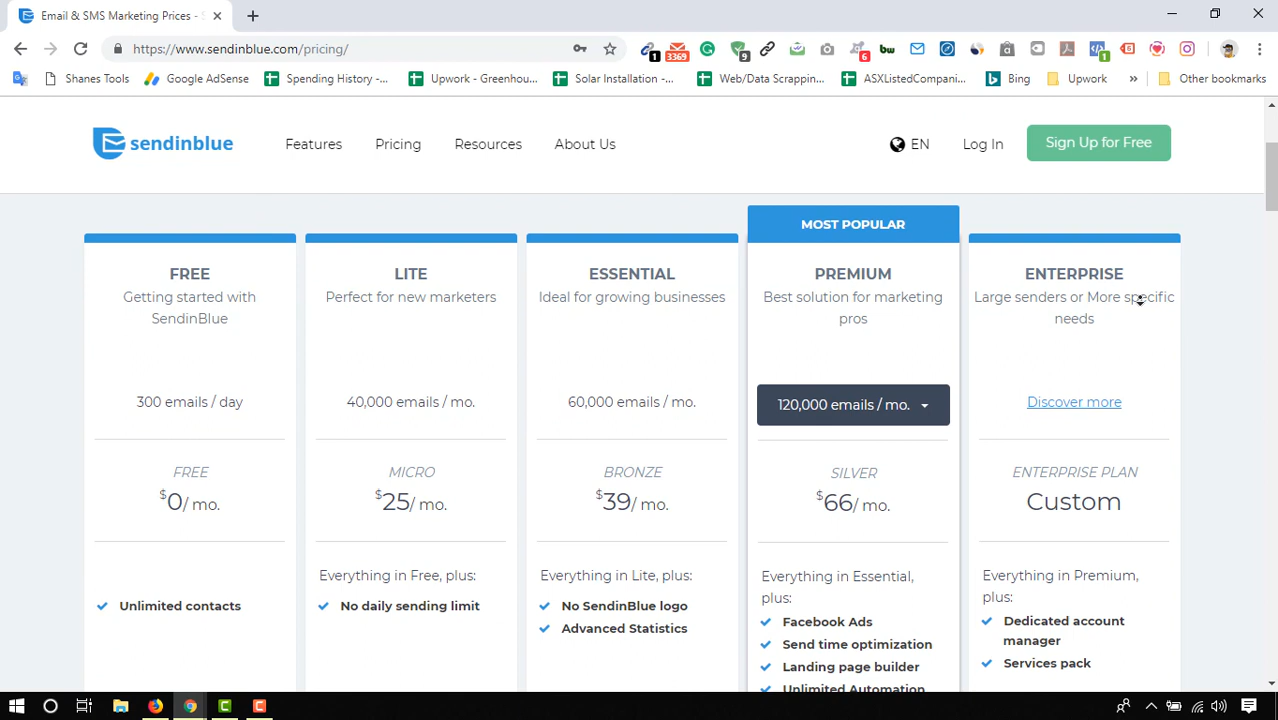 Email & SMS Marketing Prices - S
https://www.sendinblue.com/pricing/
1
3369
9
6
bw
1
Shanes Tools
Google AdSense
Spending History -...
Upwork - Greenhou...
Solar Installation -...
Web/Data Scrappin...
ASXListedCompani...
Bing
Upwork
»
Other bookmarks
sendinblue
Features
Pricing
Resources
About Us
EN
Log In
Sign Up for Free
FREE
Getting started with
SendinBlue
300 emails / day
FREE
$0/ mo.
Unlimited contacts
LITE
Perfect for new marketers
40,000 emails / mo.
MICRO
$25/ mo.
Everything in Free, plus:
No daily sending limit
ESSENTIAL
Ideal for growing businesses
60,000 emails / mo.
BRONZE
$39/ mo.
Everything in Lite, plus:
No SendinBlue logo
Advanced Statistics
MOST POPULAR
PREMIUM
Best solution for marketing
pros
120,000 emails / mo.
SILVER
$66/ mo.
Everything in Essential,
plus:
Facebook Ads
Send time optimization
Landing page builder
Unlimited Automation
ENTERPRISE
Large senders or More specific
needs
Discover more
ENTERPRISE PLAN
Custom
Everything in Premium,
plus:
Dedicated account
manager
Services pack